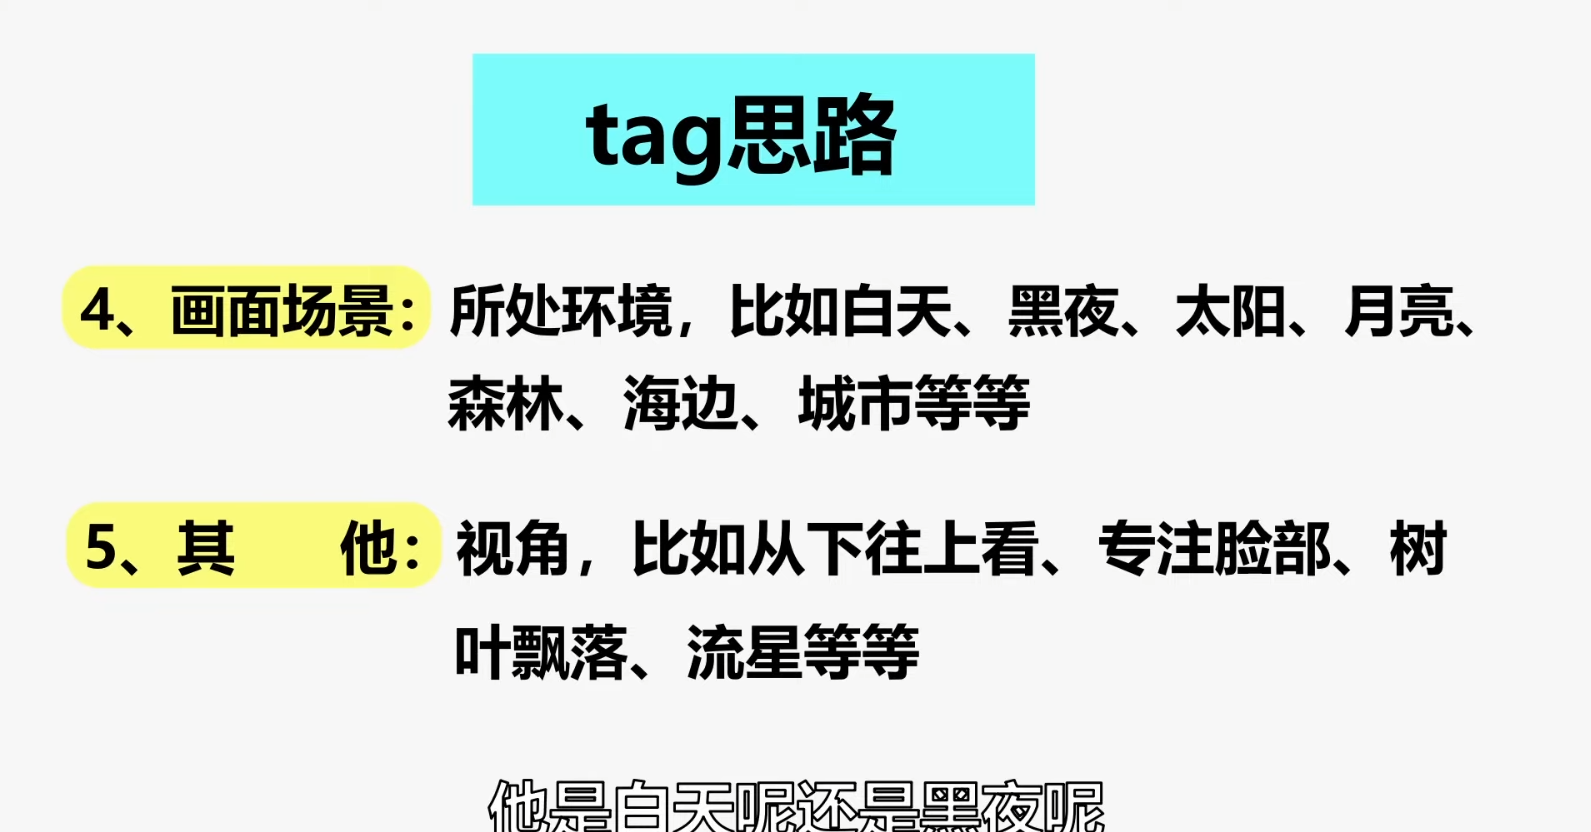 tag思路
4、画面场景：所处环境，比如白天、黑夜、太阳、月亮、
森林、海边、城市等等
5、其 他：视角，比如从下往上看、专注脸部、树
叶飘落、流星等等
他是白天呢还是黑夜呢